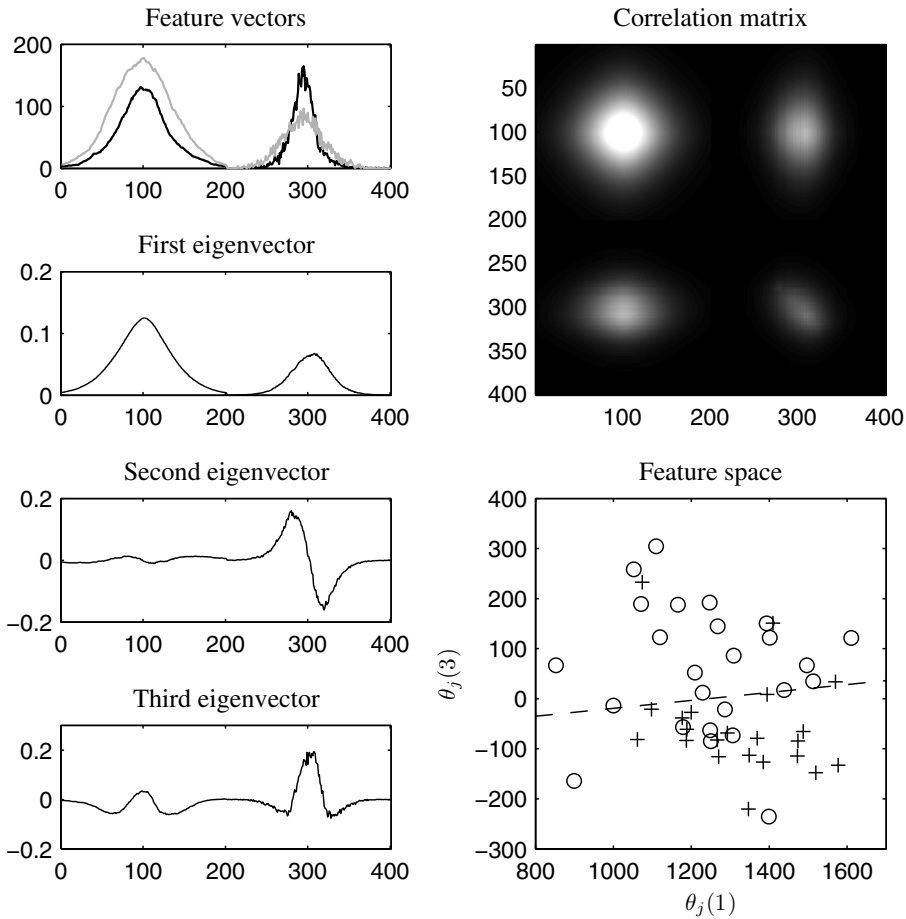 Feature vectors
200
100
0
0 100 200 300 400
First eigenvector
0.2
0.1
0
0 100 200 300 400
Second eigenvector
0.2
0
−0.2
0 100 200 300 400
Third eigenvector
0.2
0
−0.2
0 100 200 300 400
Correlation matrix
50
100
150
200
250
300
350
400
100 200 300 400
Feature space
400
300
200
100
0
−100
−200
−300
800 1000 1200 1400 1600
θj(3)
θj(1)